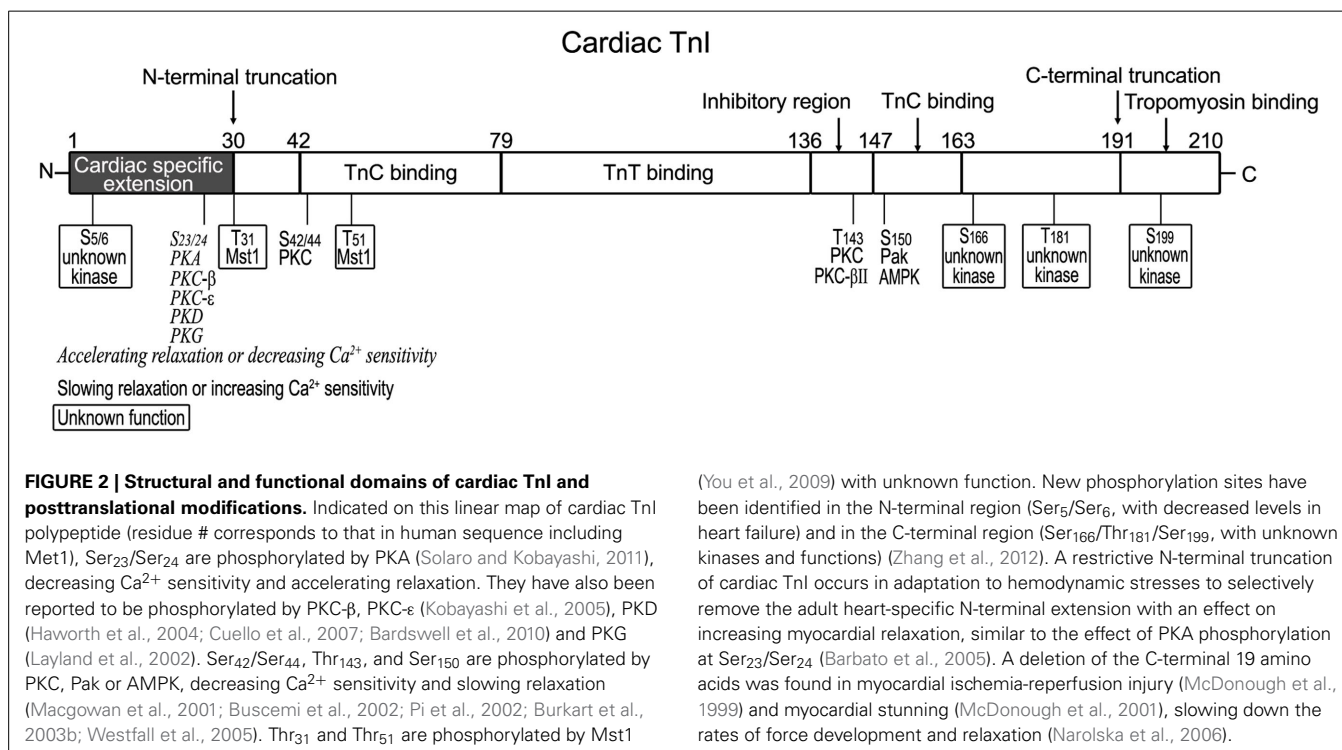 Cardiac TnI
N-terminal truncation
C-terminal truncation
Inhibitory region
TnC binding
Tropomyosin binding
1 30 42 79 136 147 163 191 210
N
Cardiac specific
extension
TnC binding
TnT binding
C
S5/6
unknown
kinase
S23/24
PKA
PKC-β
PKC-ε
PKD
PKG
T31
Mst1
S42/44
PKC
T51
Mst1
T143
PKC
PKC-βII
S150
Pak
AMPK
S166
unknown
kinase
T181
unknown
kinase
S199
unknown
kinase
Accelerating relaxation or decreasing Ca²⁺ sensitivity
Slowing relaxation or increasing Ca²⁺ sensitivity
Unknown function
FIGURE 2 | Structural and functional domains of cardiac TnI and
posttranslational modifications. Indicated on this linear map of cardiac TnI
polypeptide (residue # corresponds to that in human sequence including
Met1), Ser₂₃/Ser₂₄ are phosphorylated by PKA (Solaro and Kobayashi, 2011),
decreasing Ca²⁺ sensitivity and accelerating relaxation. They have also been
reported to be phosphorylated by PKC-β, PKC-ε (Kobayashi et al., 2005), PKD
(Haworth et al., 2004; Cuello et al., 2007; Bardswell et al., 2010) and PKG
(Layland et al., 2002). Ser₄₂/Ser₄₄, Thr₁₄₃, and Ser₁₅₀ are phosphorylated by
PKC, Pak or AMPK, decreasing Ca²⁺ sensitivity and slowing relaxation
(Macgowan et al., 2001; Buscemi et al., 2002; Pi et al., 2002; Burkart et al.,
2003b; Westfall et al., 2005). Thr₃₁ and Thr₅₁ are phosphorylated by Mst1
(You et al., 2009) with unknown function. New phosphorylation sites have
been identified in the N-terminal region (Ser₅/Ser₆, with decreased levels in
heart failure) and in the C-terminal region (Ser₁₆₆/Thr₁₈₁/Ser₁₉₉, with unknown
kinases and functions) (Zhang et al., 2012). A restrictive N-terminal truncation
of cardiac TnI occurs in adaptation to hemodynamic stresses to selectively
remove the adult heart-specific N-terminal extension with an effect on
increasing myocardial relaxation, similar to the effect of PKA phosphorylation
at Ser₂₃/Ser₂₄ (Barbato et al., 2005). A deletion of the C-terminal 19 amino
acids was found in myocardial ischemia-reperfusion injury (McDonough et al.,
1999) and myocardial stunning (McDonough et al., 2001), slowing down the
rates of force development and relaxation (Narolska et al., 2006).